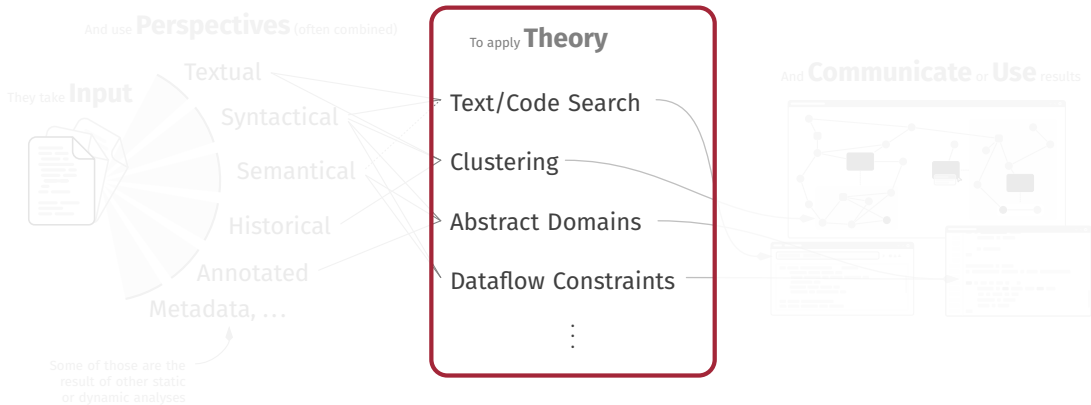 And use Perspectives (often combined)
They take Input
Textual
Syntactical
Semantical
Historical
Annotated
Metadata, ...
Some of those are the
result of other static
or dynamic analyses
To apply Theory
Text/Code Search
Clustering
Abstract Domains
Dataflow Constraints
⋮
And Communicate or Use results